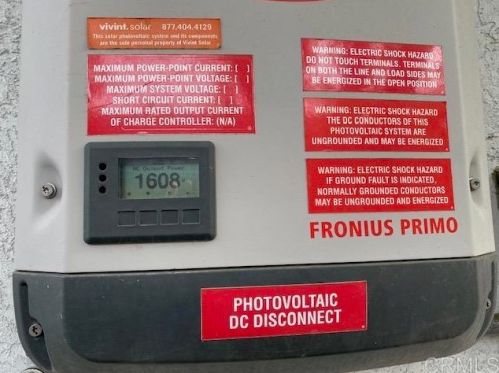 vivint.solar 877.404.4129
This solar photovoltaic system and its components
are the sole personal property of Vivint Solar
MAXIMUM POWER-POINT CURRENT: [ ]
MAXIMUM POWER-POINT VOLTAGE: [ ]
MAXIMUM SYSTEM VOLTAGE: [ ]
SHORT CIRCUIT CURRENT: [ ]
MAXIMUM RATED OUTPUT CURRENT
OF CHARGE CONTROLLER: (N/A)
WARNING: ELECTRIC SHOCK HAZARD
DO NOT TOUCH TERMINALS. TERMINALS
ON BOTH THE LINE AND LOAD SIDES MAY
BE ENERGIZED IN THE OPEN POSITION
WARNING: ELECTRIC SHOCK HAZARD
THE DC CONDUCTORS OF THIS
PHOTOVOLTAIC SYSTEM ARE
UNGROUNDED AND MAY BE ENERGIZED
WARNING: ELECTRIC SHOCK HAZARD
IF GROUND FAULT IS INDICATED,
NORMALLY GROUNDED CONDUCTORS
MAY BE UNGROUNDED AND ENERGIZED
AC Output Power
1608
FRONIUS PRIMO
PHOTOVOLTAIC
DC DISCONNECT
CRMLS